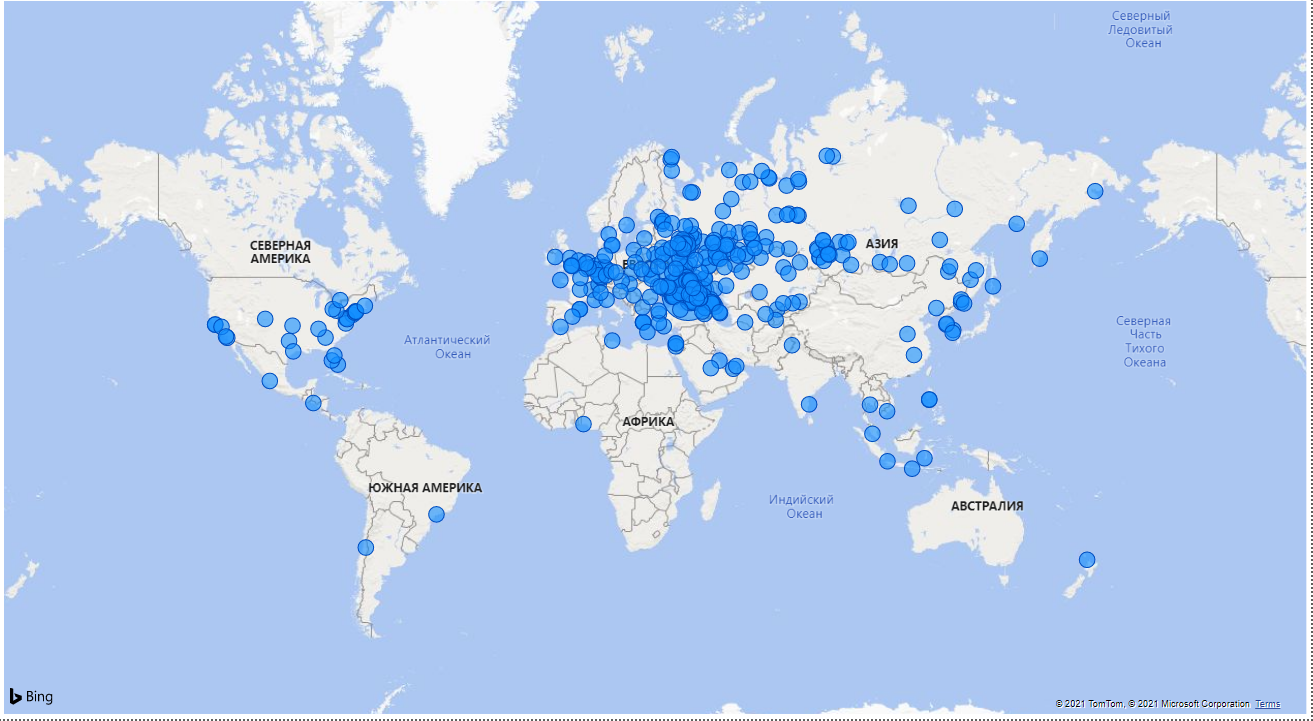 Северный
Ледовитый
Океан
СЕВЕРНАЯ
АМЕРИКА
АЗИЯ
Атлантический
Океан
Северная
Часть
Тихого
Океана
АФРИКА
ЮЖНАЯ АМЕРИКА
Индийский
Океан
АВСТРАЛИЯ
Bing
© 2021 TomTom, © 2021 Microsoft Corporation Terms